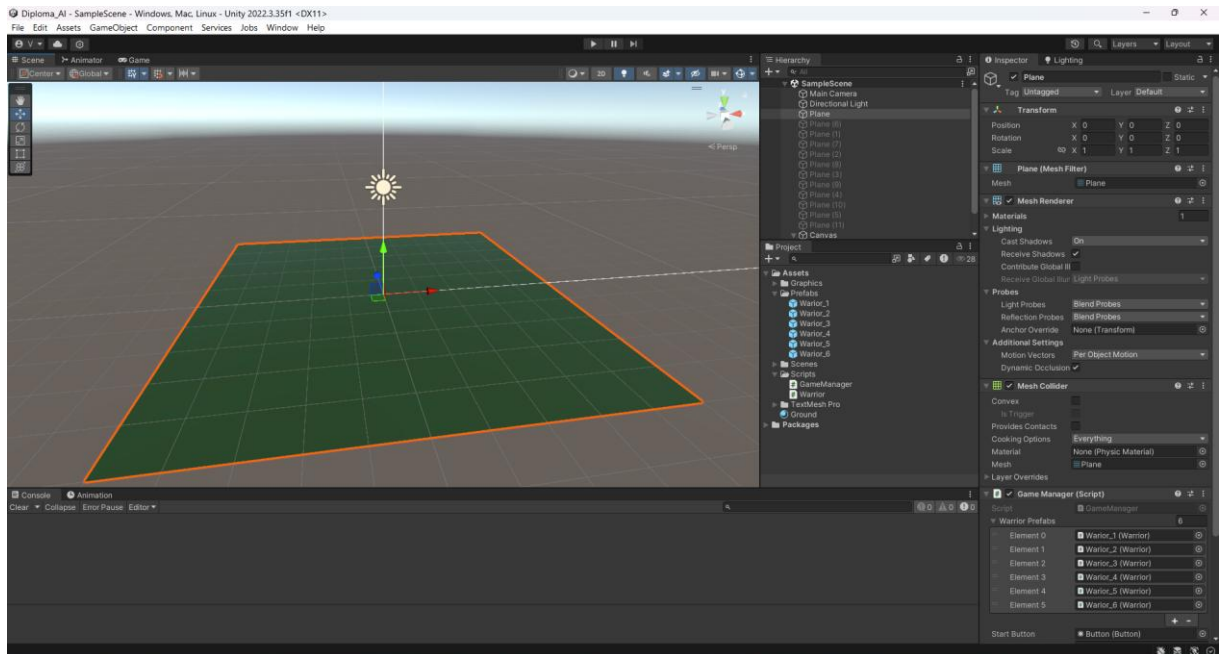 Diploma_AI - SampleScene - Windows, Mac, Linux - Unity 2022.3.35f1 <DX11>
File Edit Assets GameObject Component Services Jobs Window Help
V
Layers Layout
Scene Animator Game
Center Global
2D
Persp
Hierarchy
All
SampleScene
Main Camera
Directional Light
Plane
Plane (6)
Plane (1)
Plane (7)
Plane (2)
Plane (8)
Plane (3)
Plane (9)
Plane (4)
Plane (10)
Plane (5)
Plane (11)
Canvas
Project
28
Assets
Graphics
Prefabs
Warior_1
Warior_2
Warior_3
Warior_4
Warior_5
Warior_6
Scenes
Scripts
GameManager
Warrior
TextMesh Pro
Ground
Packages
Console Animation
Clear Collapse Error Pause Editor
0 0 0
Inspector Lighting
Plane Static
Tag Untagged Layer Default
Transform
Position X 0 Y 0 Z 0
Rotation X 0 Y 0 Z 0
Scale X 1 Y 1 Z 1
Plane (Mesh Filter)
Mesh Plane
Mesh Renderer
Materials 1
Lighting
Cast Shadows On
Receive Shadows
Contribute Global Ill
Receive Global Illur Light Probes
Probes
Light Probes Blend Probes
Reflection Probes Blend Probes
Anchor Override None (Transform)
Additional Settings
Motion Vectors Per Object Motion
Dynamic Occlusion
Mesh Collider
Convex
Is Trigger
Provides Contacts
Cooking Options Everything
Material None (Physic Material)
Mesh Plane
Layer Overrides
Game Manager (Script)
Script GameManager
Warrior Prefabs 6
Element 0 Warior_1 (Warrior)
Element 1 Warior_2 (Warrior)
Element 2 Warior_3 (Warrior)
Element 3 Warior_4 (Warrior)
Element 4 Warior_5 (Warrior)
Element 5 Warior_6 (Warrior)
Start Button Button (Button)